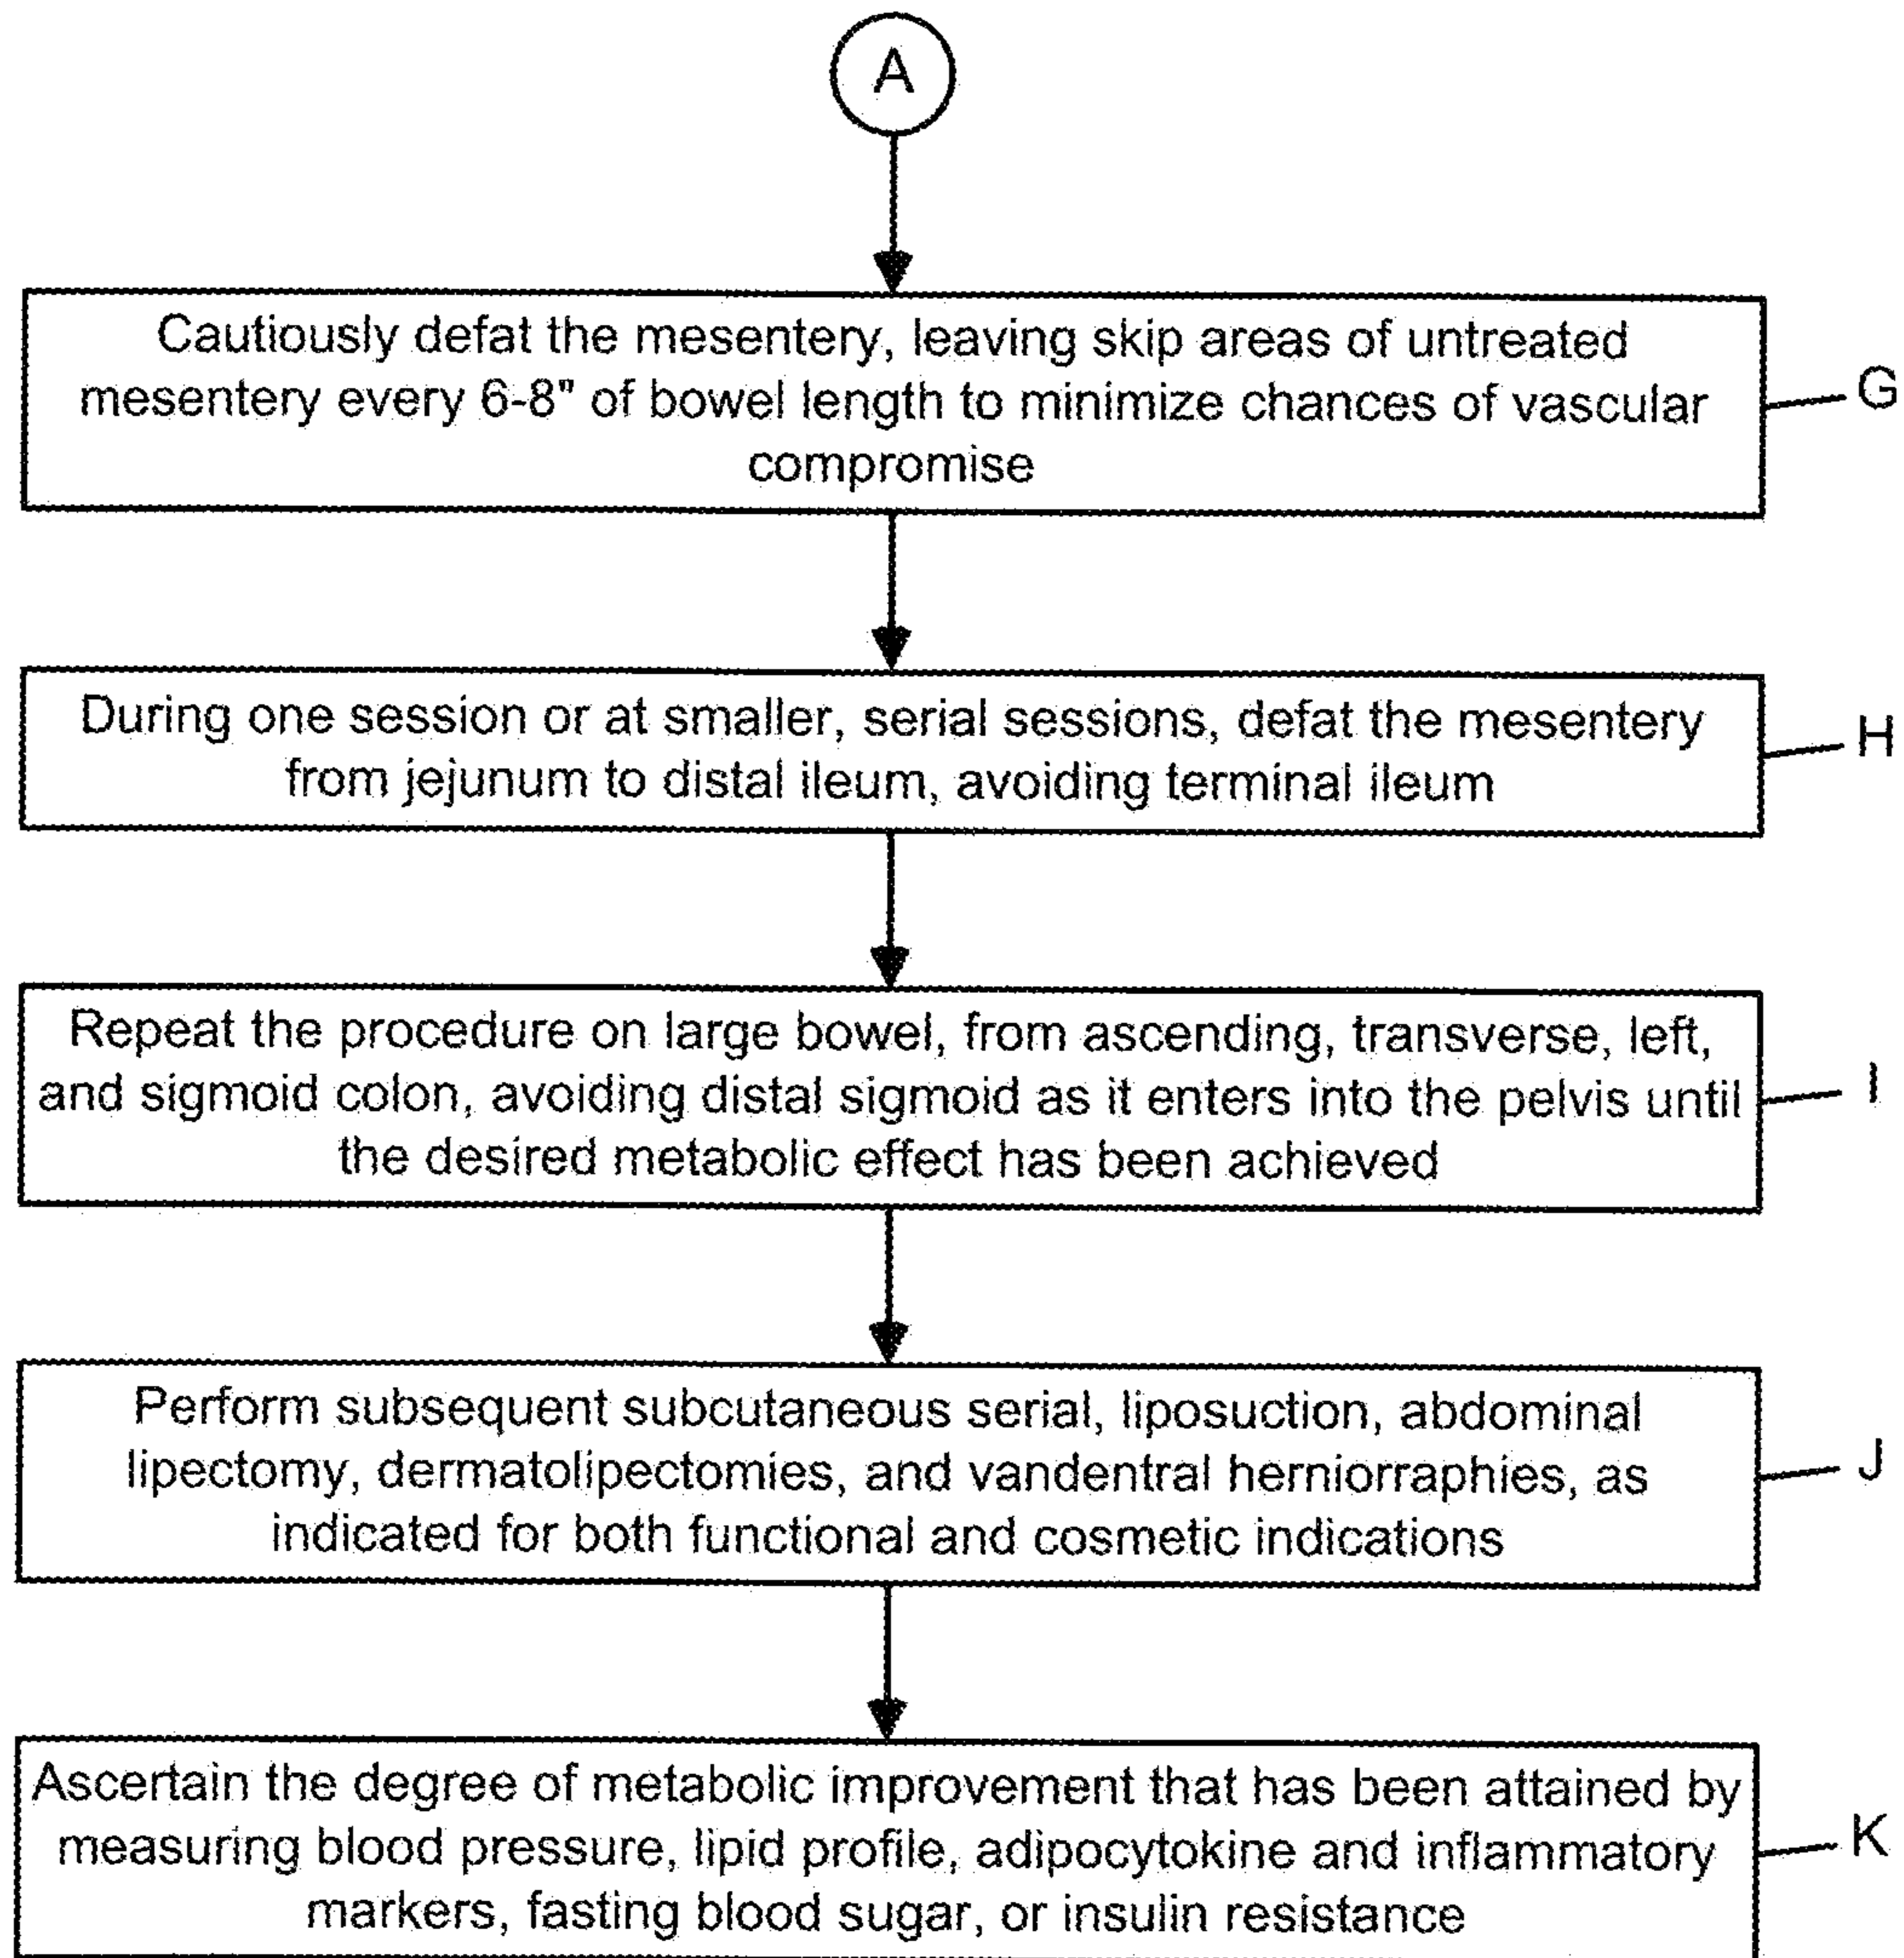 A
Cautiously defat the mesentery, leaving skip areas of untreated
mesentery every 6-8" of bowel length to minimize chances of vascular
compromise
G
During one session or at smaller, serial sessions, defat the mesentery
from jejunum to distal ileum, avoiding terminal ileum
H
Repeat the procedure on large bowel, from ascending, transverse, left,
and sigmoid colon, avoiding distal sigmoid as it enters into the pelvis until
the desired metabolic effect has been achieved
I
Perform subsequent subcutaneous serial, liposuction, abdominal
lipectomy, dermatolipectomies, and vandentral herniorraphies, as
indicated for both functional and cosmetic indications
J
Ascertain the degree of metabolic improvement that has been attained by
measuring blood pressure, lipid profile, adipocytokine and inflammatory
markers, fasting blood sugar, or insulin resistance
K